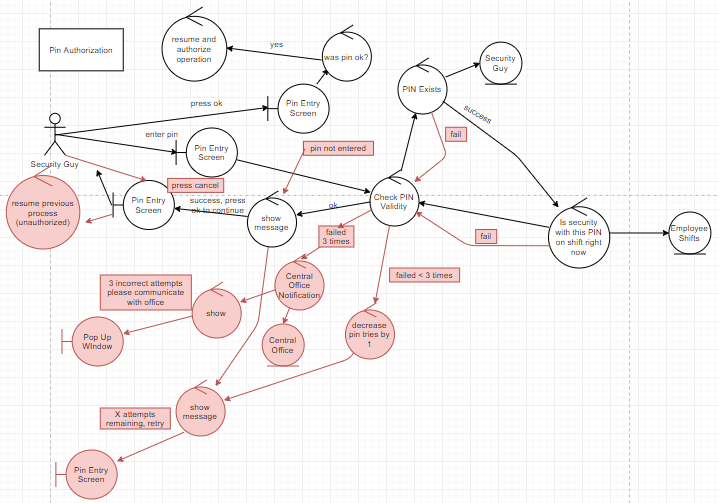 Pin Authorization
resume and
authorize
operation
yes
was pin ok?
PIN Exists
Security
Guy
press ok
Pin Entry
Screen
success
enter pin
Pin Entry
Screen
pin not entered
fail
Security Guy
press cancel
resume previous
process
(unauthorized)
Pin Entry
Screen
success, press
ok to continue
show
message
ok
Check PIN
Validity
Is security
with this PIN
on shift right
now
Employee
Shifts
failed
3 times
fail
failed < 3 times
3 incorrect attempts
please communicate
with office
show
Central
Office
Notification
Pop Up
WIndow
Central
Office
decrease
pin tries by
1
X attempts
remaining, retry
show
message
Pin Entry
Screen